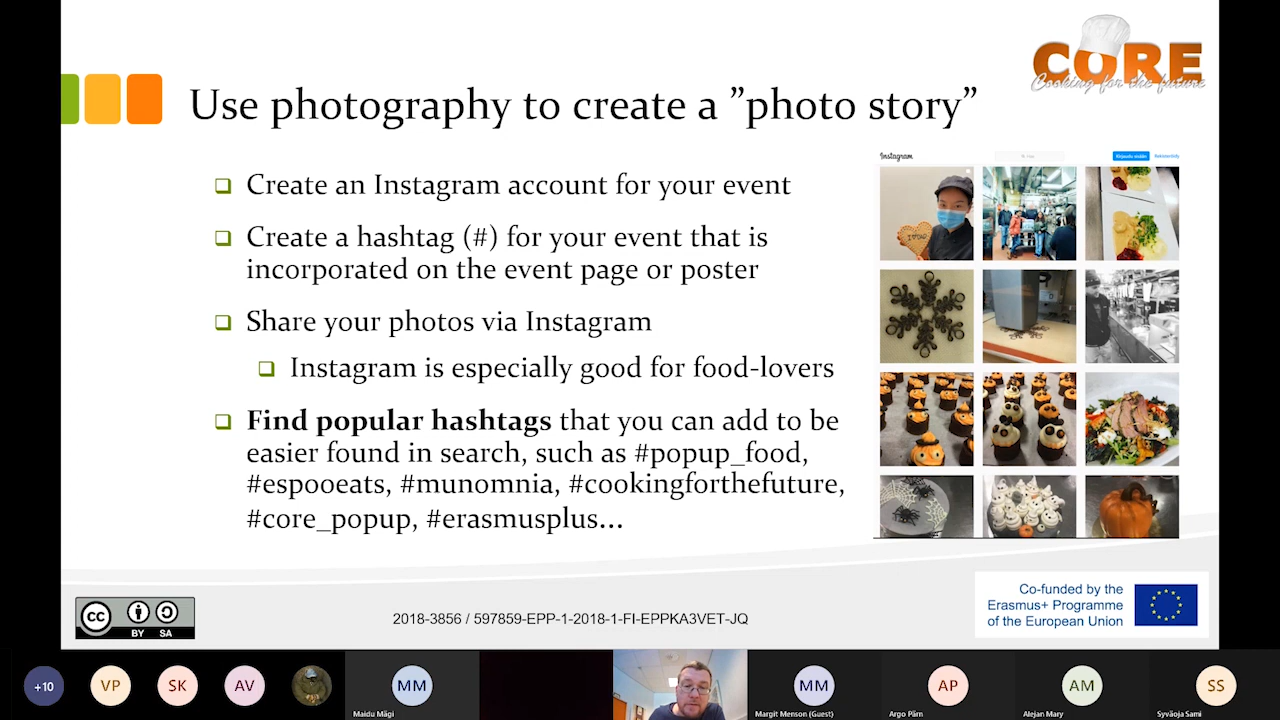 CORE
Cooking for the future
Use photography to create a ”photo story”
Create an Instagram account for your event
Create a hashtag (#) for your event that is
incorporated on the event page or poster
Share your photos via Instagram
Instagram is especially good for food-lovers
Find popular hashtags that you can add to be
easier found in search, such as #popup_food,
#espooeats, #munomnia, #cookingforthefuture,
#core_popup, #erasmusplus...
Instagram
Kirjaudu sisään
Rekisteröidy
cc
BY SA
2018-3856 / 597859-EPP-1-2018-1-FI-EPPKA3VET-JQ
Co-funded by the
Erasmus+ Programme
of the European Union
+10
VP
SK
AV
MM
Maidu Mägi
MM
Margit Menson (Guest)
AP
Argo Pärn
AM
Alejan Mary
SS
Syväoja Sami